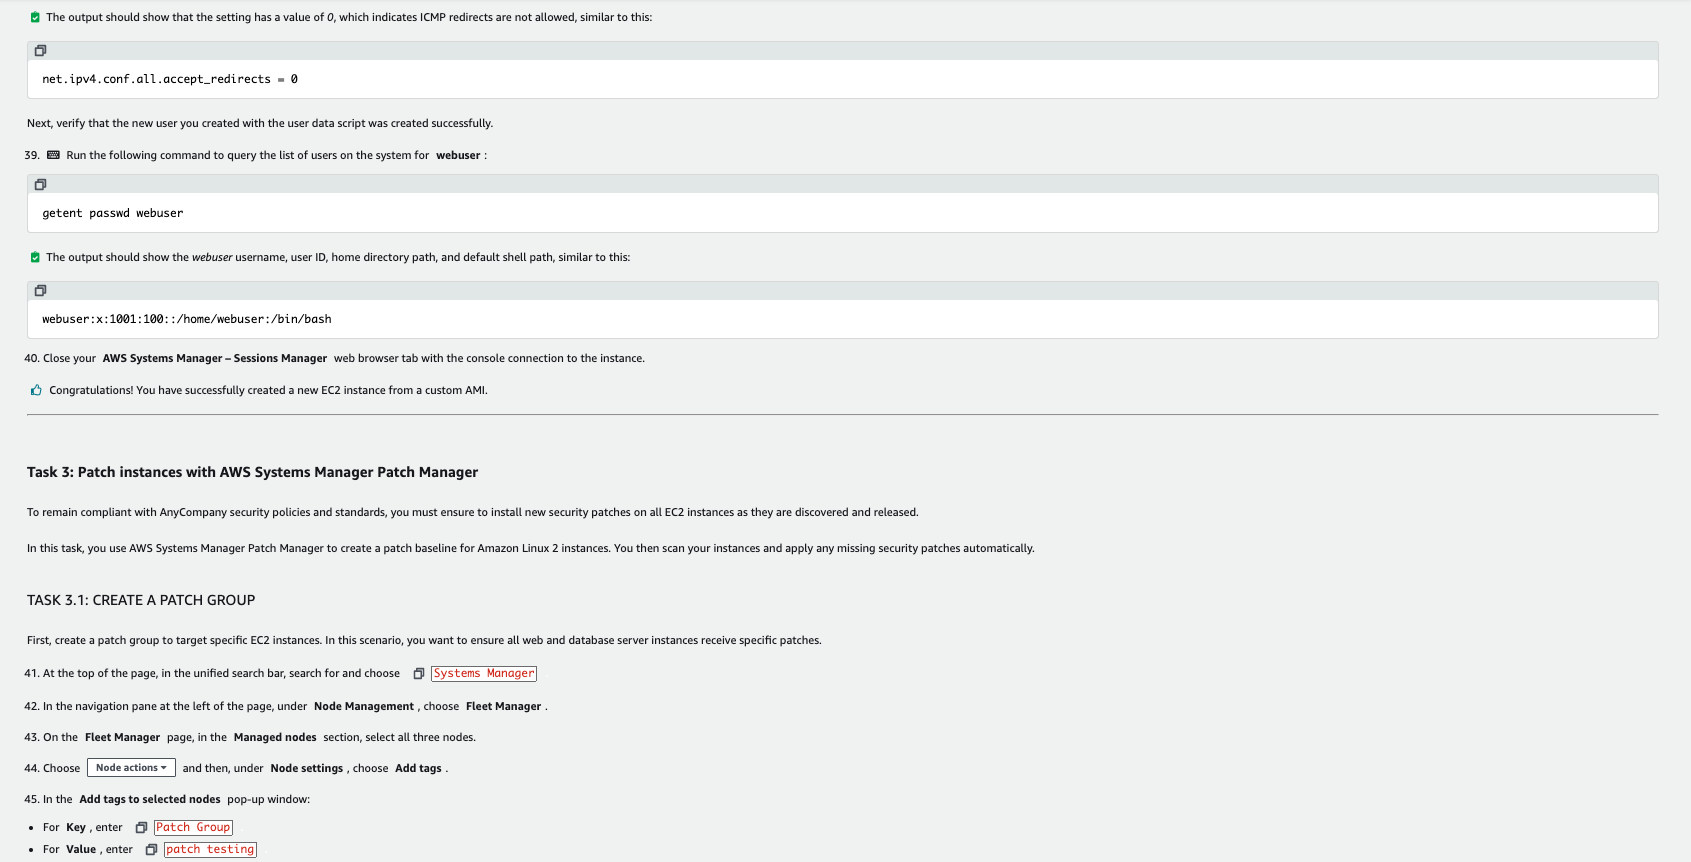 The output should show that the setting has a value of 0, which indicates ICMP redirects are not allowed, similar to this:
net.ipv4.conf.all.accept_redirects = 0
Next, verify that the new user you created with the user data script was created successfully.
39. Run the following command to query the list of users on the system for webuser :
getent passwd webuser
The output should show the webuser username, user ID, home directory path, and default shell path, similar to this:
webuser:x:1001:100::/home/webuser:/bin/bash
40. Close your AWS Systems Manager – Sessions Manager web browser tab with the console connection to the instance.
Congratulations! You have successfully created a new EC2 instance from a custom AMI.
Task 3: Patch instances with AWS Systems Manager Patch Manager
To remain compliant with AnyCompany security policies and standards, you must ensure to install new security patches on all EC2 instances as they are discovered and released.
In this task, you use AWS Systems Manager Patch Manager to create a patch baseline for Amazon Linux 2 instances. You then scan your instances and apply any missing security patches automatically.
TASK 3.1: CREATE A PATCH GROUP
First, create a patch group to target specific EC2 instances. In this scenario, you want to ensure all web and database server instances receive specific patches.
41. At the top of the page, in the unified search bar, search for and choose Systems Manager
42. In the navigation pane at the left of the page, under Node Management , choose Fleet Manager .
43. On the Fleet Manager page, in the Managed nodes section, select all three nodes.
44. Choose Node actions and then, under Node settings , choose Add tags .
45. In the Add tags to selected nodes pop-up window:
• For Key , enter Patch Group
• For Value , enter patch testing